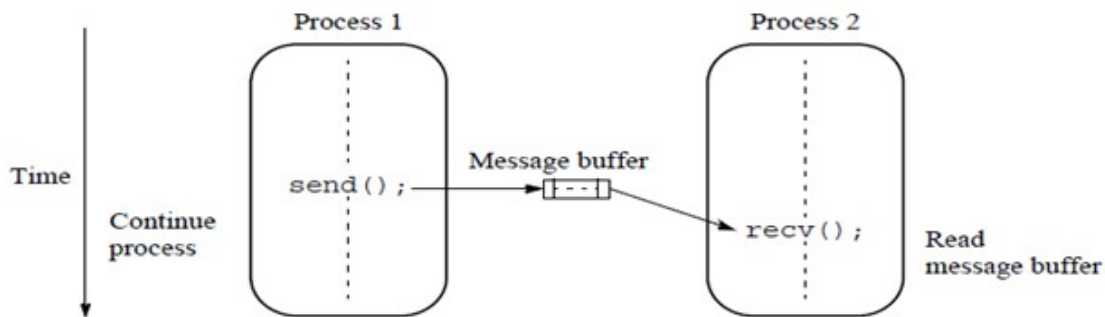 Process 1
Process 2
Time
Message buffer
send();
Continue
process
recv();
Read
message buffer